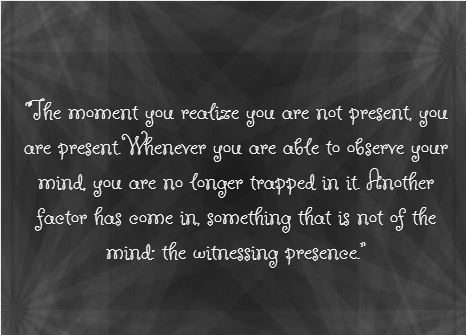 "The moment you realize you are not present, you
are present. Whenever you are able to observe your
mind, you are no longer trapped in it. Another
factor has come in, something that is not of the
mind: the witnessing presence."